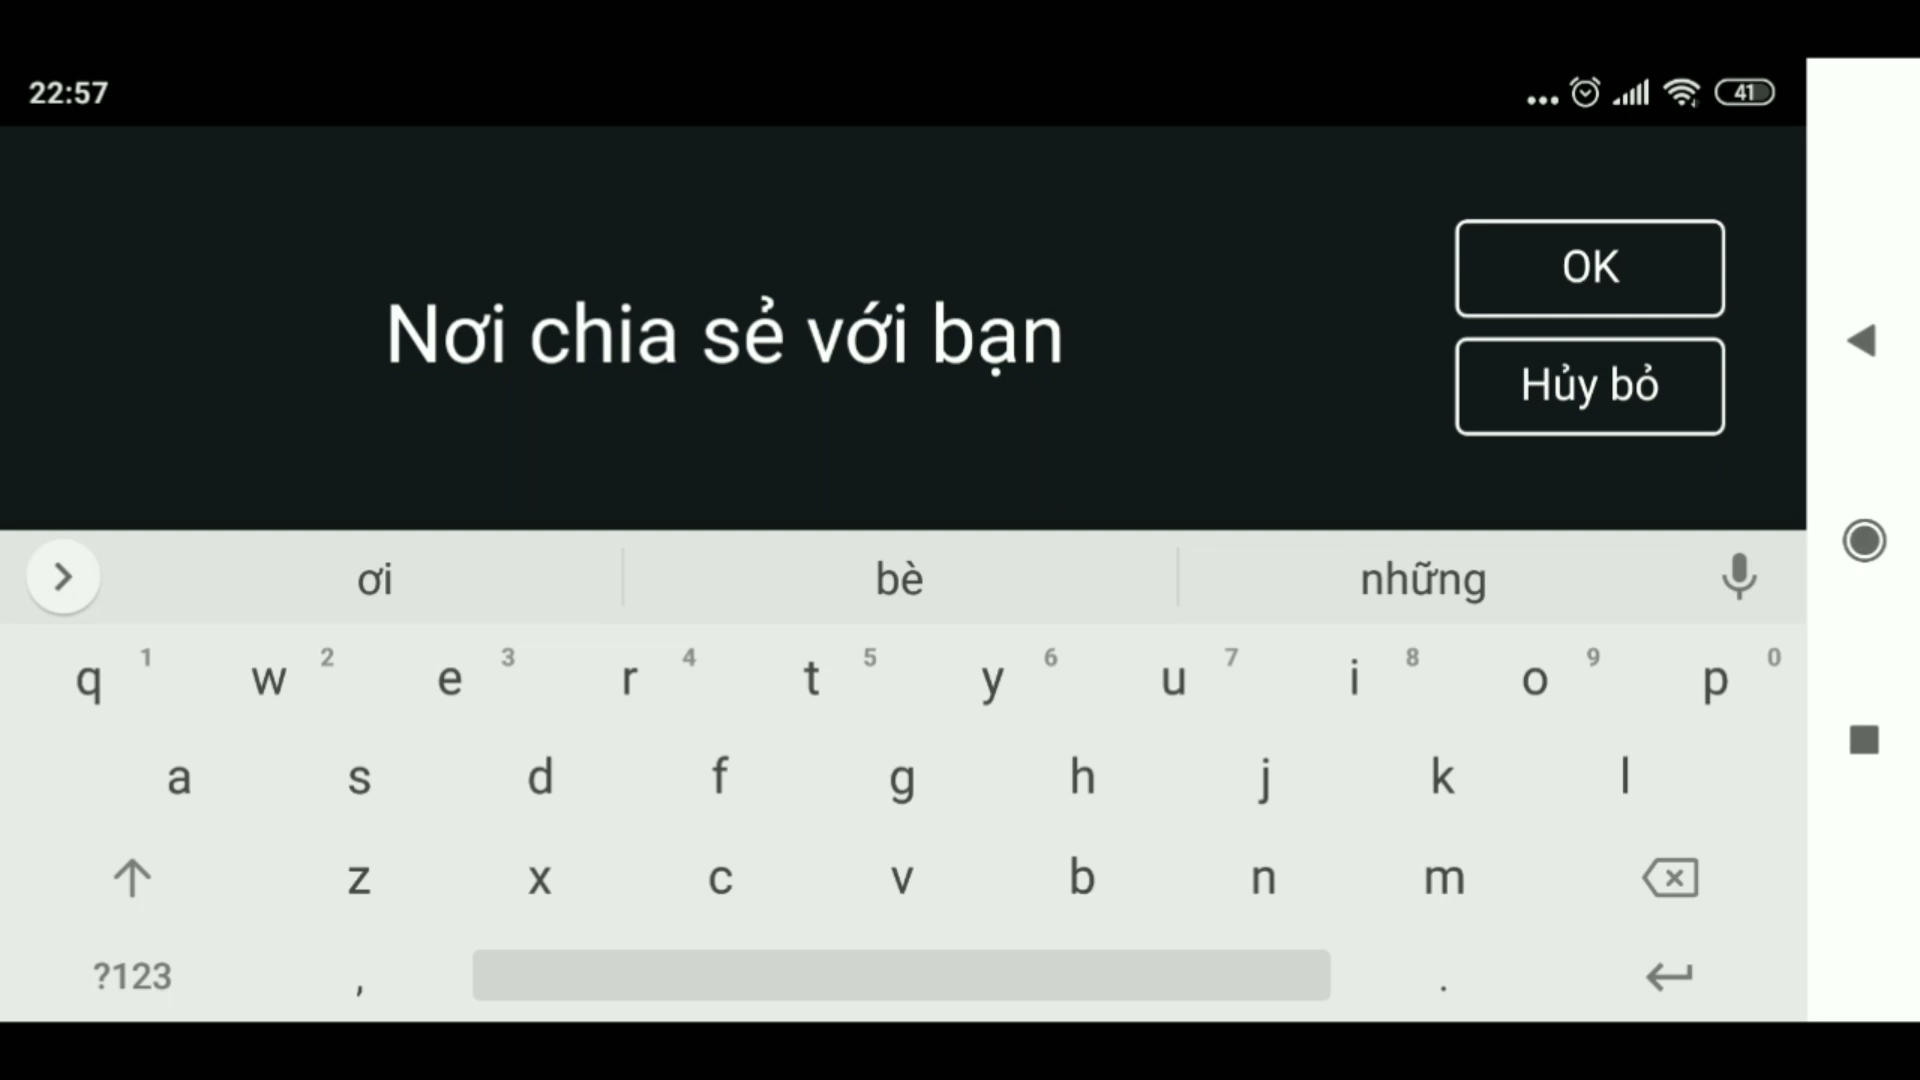 22:57
41
OK
Nơi chia sẻ với bạn
Hủy bỏ
ơi bè những
q 1 w 2 e 3 r 4 t 5 y 6 u 7 i 8 o 9 p 0
a s d f g h j k l
z x c v b n m
?123 , .